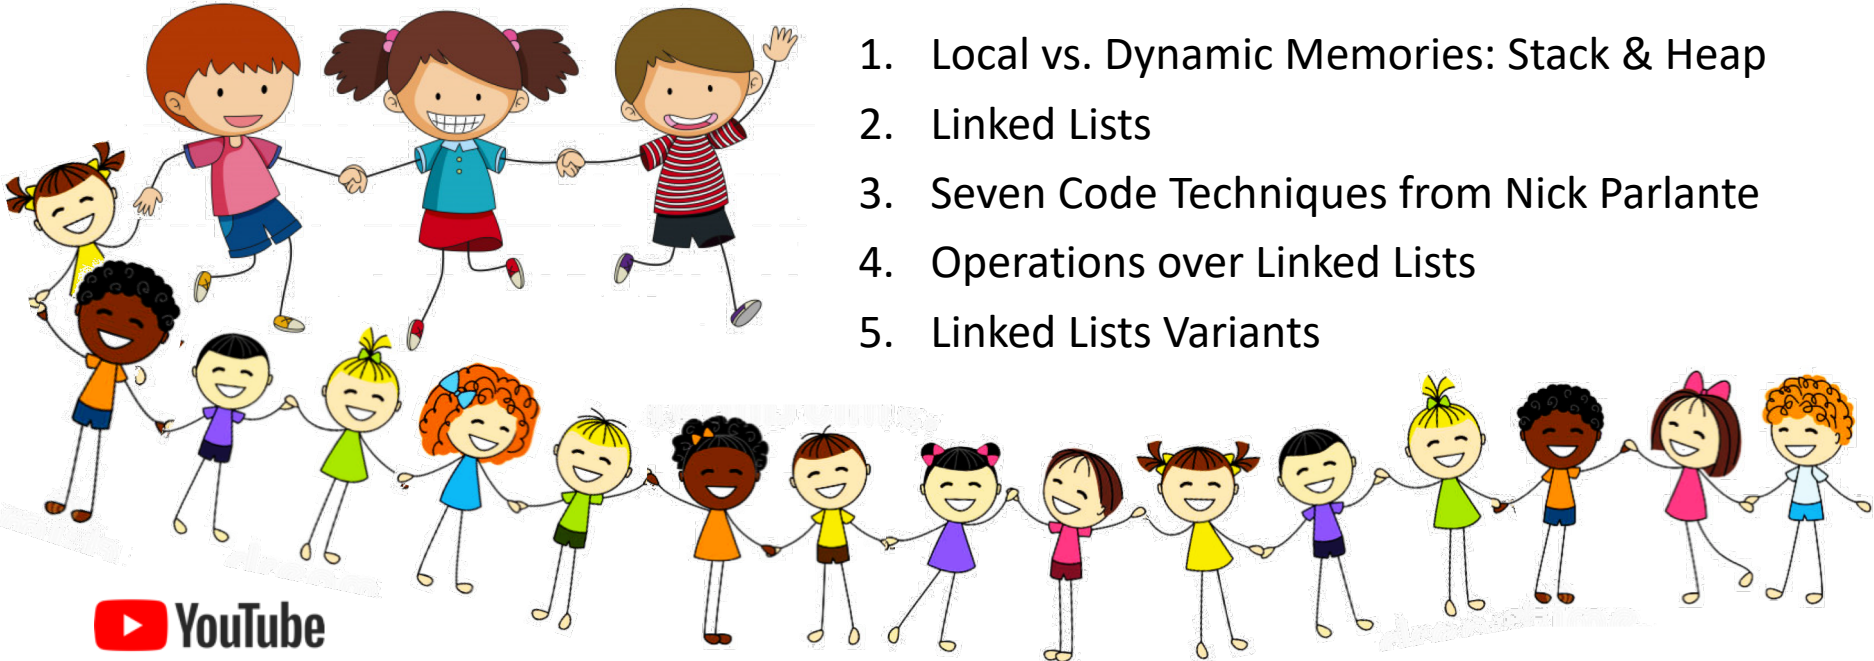 1. Local vs. Dynamic Memories: Stack & Heap
2. Linked Lists
3. Seven Code Techniques from Nick Parlante
4. Operations over Linked Lists
5. Linked Lists Variants
YouTube